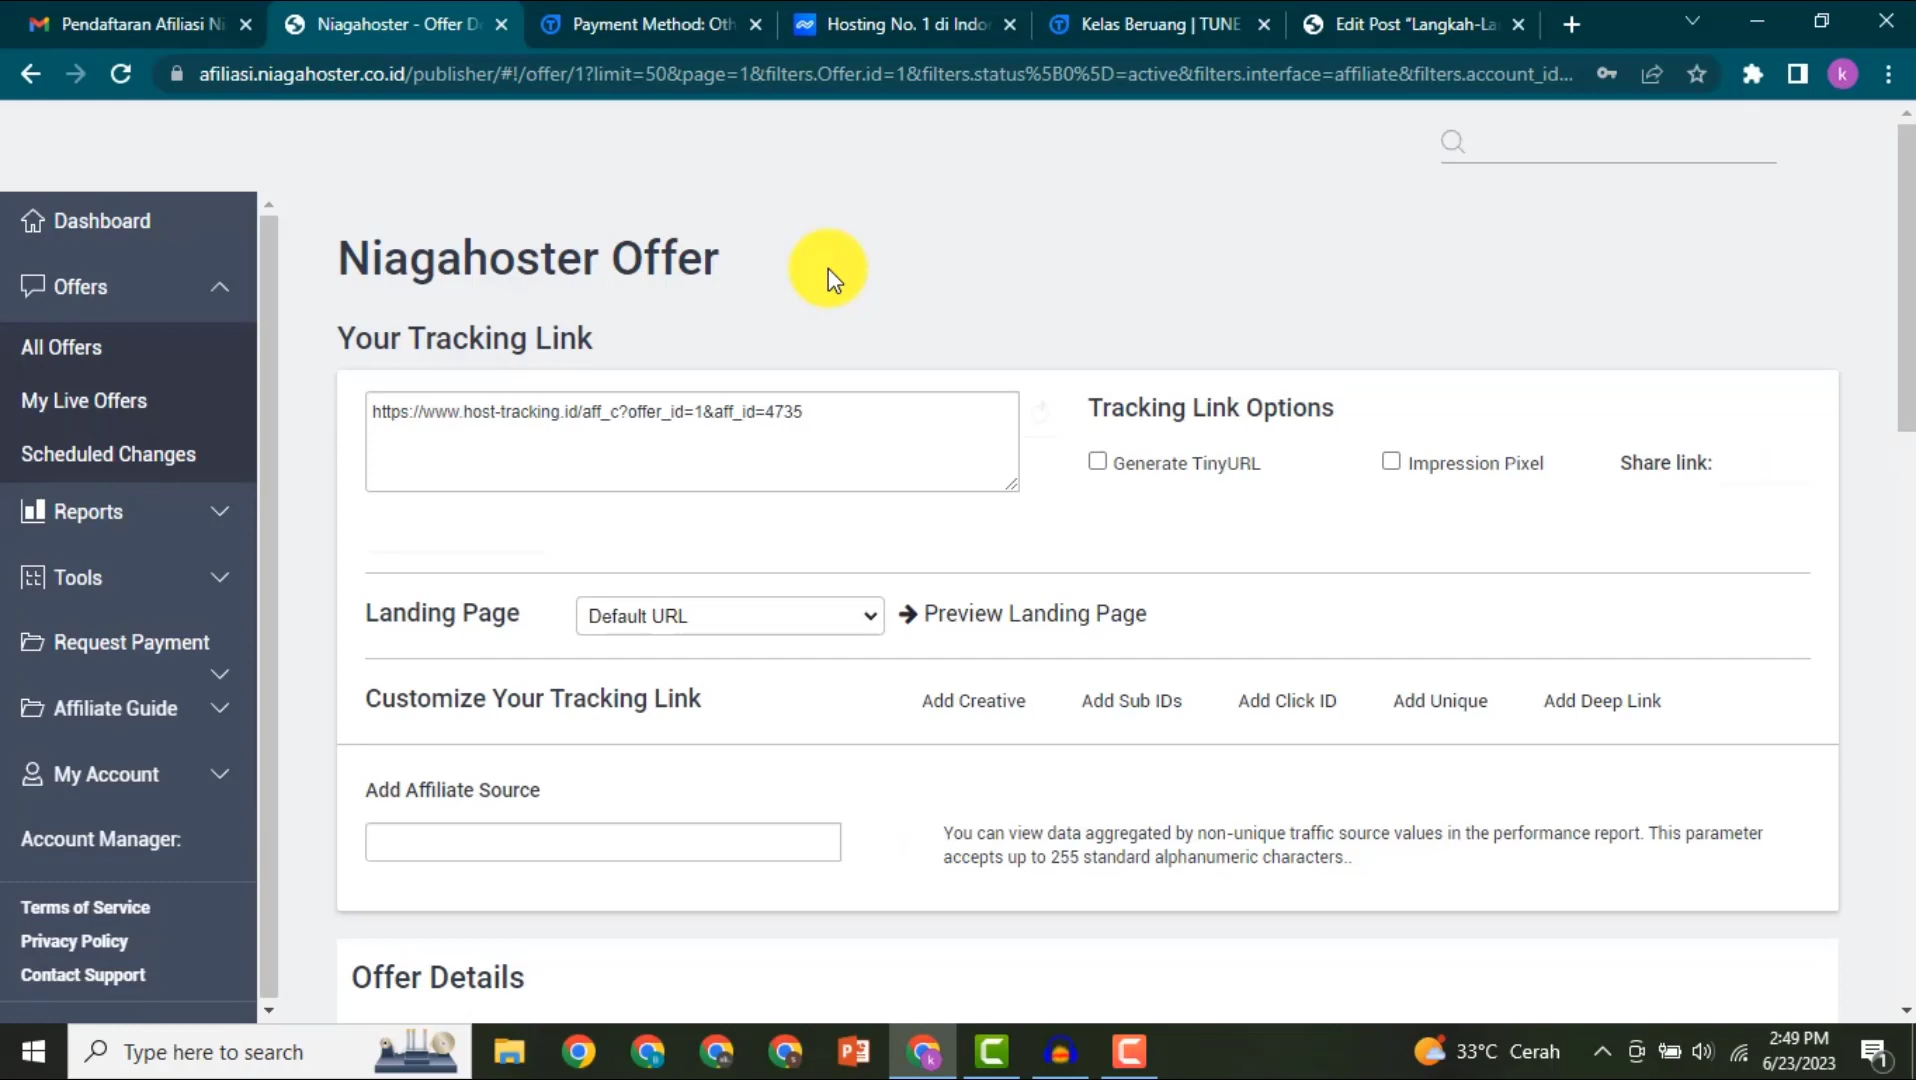 Pendaftaran Afiliasi Ni
Niagahoster - Offer De
Payment Method: Oth
Hosting No. 1 di Indon
Kelas Beruang | TUNE
Edit Post "Langkah-La
afiliasi.niagahoster.co.id/publisher/#!/offer/1?limit=50&page=1&filters.Offer.id=1&filters.status%5B0%5D=active&filters.interface=affiliate&filters.account_id...
k
Dashboard
Offers
All Offers
My Live Offers
Scheduled Changes
Reports
Tools
Request Payment
Affiliate Guide
My Account
Account Manager:
Terms of Service
Privacy Policy
Contact Support
Niagahoster Offer
Your Tracking Link
https://www.host-tracking.id/aff_c?offer_id=1&aff_id=4735
Tracking Link Options
Generate TinyURL
Impression Pixel
Share link:
Landing Page
Default URL
Preview Landing Page
Customize Your Tracking Link
Add Creative
Add Sub IDs
Add Click ID
Add Unique
Add Deep Link
Add Affiliate Source
You can view data aggregated by non-unique traffic source values in the performance report. This parameter
accepts up to 255 standard alphanumeric characters..
Offer Details
Type here to search
33°C Cerah
2:49 PM
6/23/2023
1